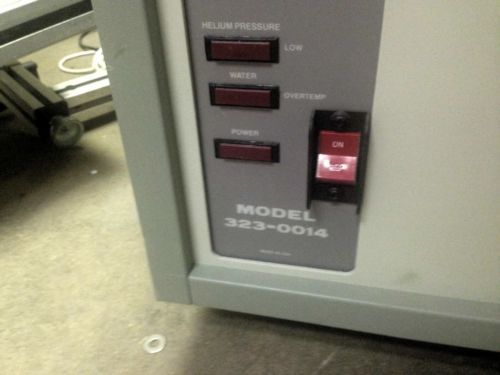 HELIUM PRESSURE
LOW
WATER
OVERTEMP
POWER
ON
MODEL
323-0014